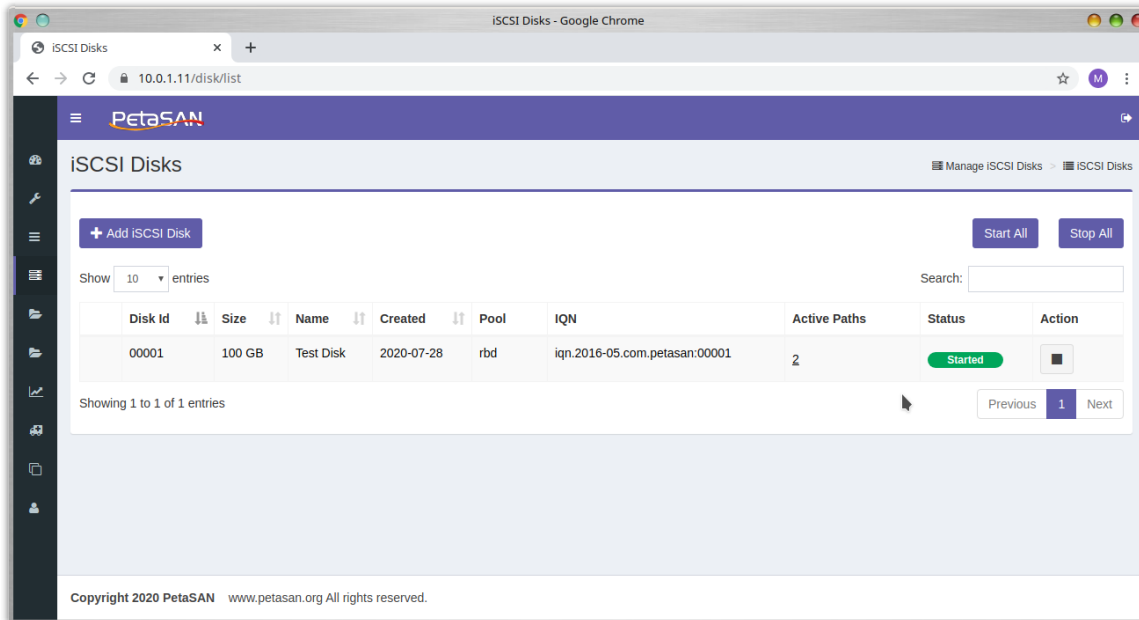 iSCSI Disks - Google Chrome
iSCSI Disks
10.0.1.11/disk/list
M
PetaSAN
iSCSI Disks
Manage iSCSI Disks > iSCSI Disks
Add iSCSI Disk
Start All
Stop All
Show 10 entries
Search:
Disk Id Size Name Created Pool IQN Active Paths Status Action
00001 100 GB Test Disk 2020-07-28 rbd iqn.2016-05.com.petasan:00001 2 Started
Showing 1 to 1 of 1 entries
Previous 1 Next
Copyright 2020 PetaSAN www.petasan.org All rights reserved.